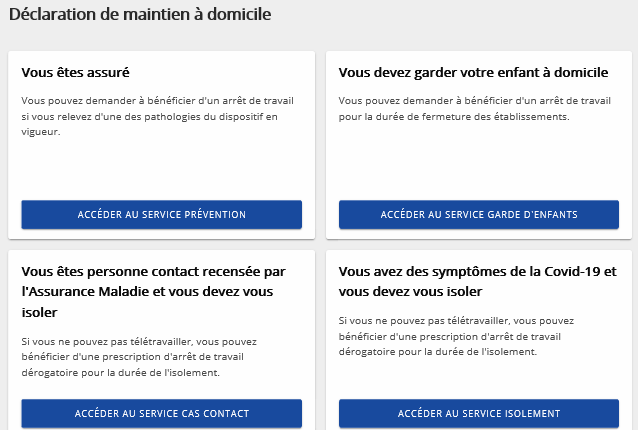 Déclaration de maintien à domicile
Vous êtes assuré
Vous pouvez demander à bénéficier d'un arrêt de travail
si vous relevez d'une des pathologies du dispositif en
vigueur.
ACCÉDER AU SERVICE PRÉVENTION
Vous devez garder votre enfant à domicile
Vous pouvez demander à bénéficier d'un arrêt de travail
pour la durée de fermeture des établissements.
ACCÉDER AU SERVICE GARDE D'ENFANTS
Vous êtes personne contact recensée par
l'Assurance Maladie et vous devez vous
isoler
Si vous ne pouvez pas télétravailler, vous pouvez
bénéficier d'une prescription d'arrêt de travail
dérogatoire pour la durée de l'isolement.
ACCÉDER AU SERVICE CAS CONTACT
Vous avez des symptômes de la Covid-19 et
vous devez vous isoler
Si vous ne pouvez pas télétravailler, vous pouvez
bénéficier d'une prescription d'arrêt de travail
dérogatoire pour la durée de l'isolement.
ACCÉDER AU SERVICE ISOLEMENT